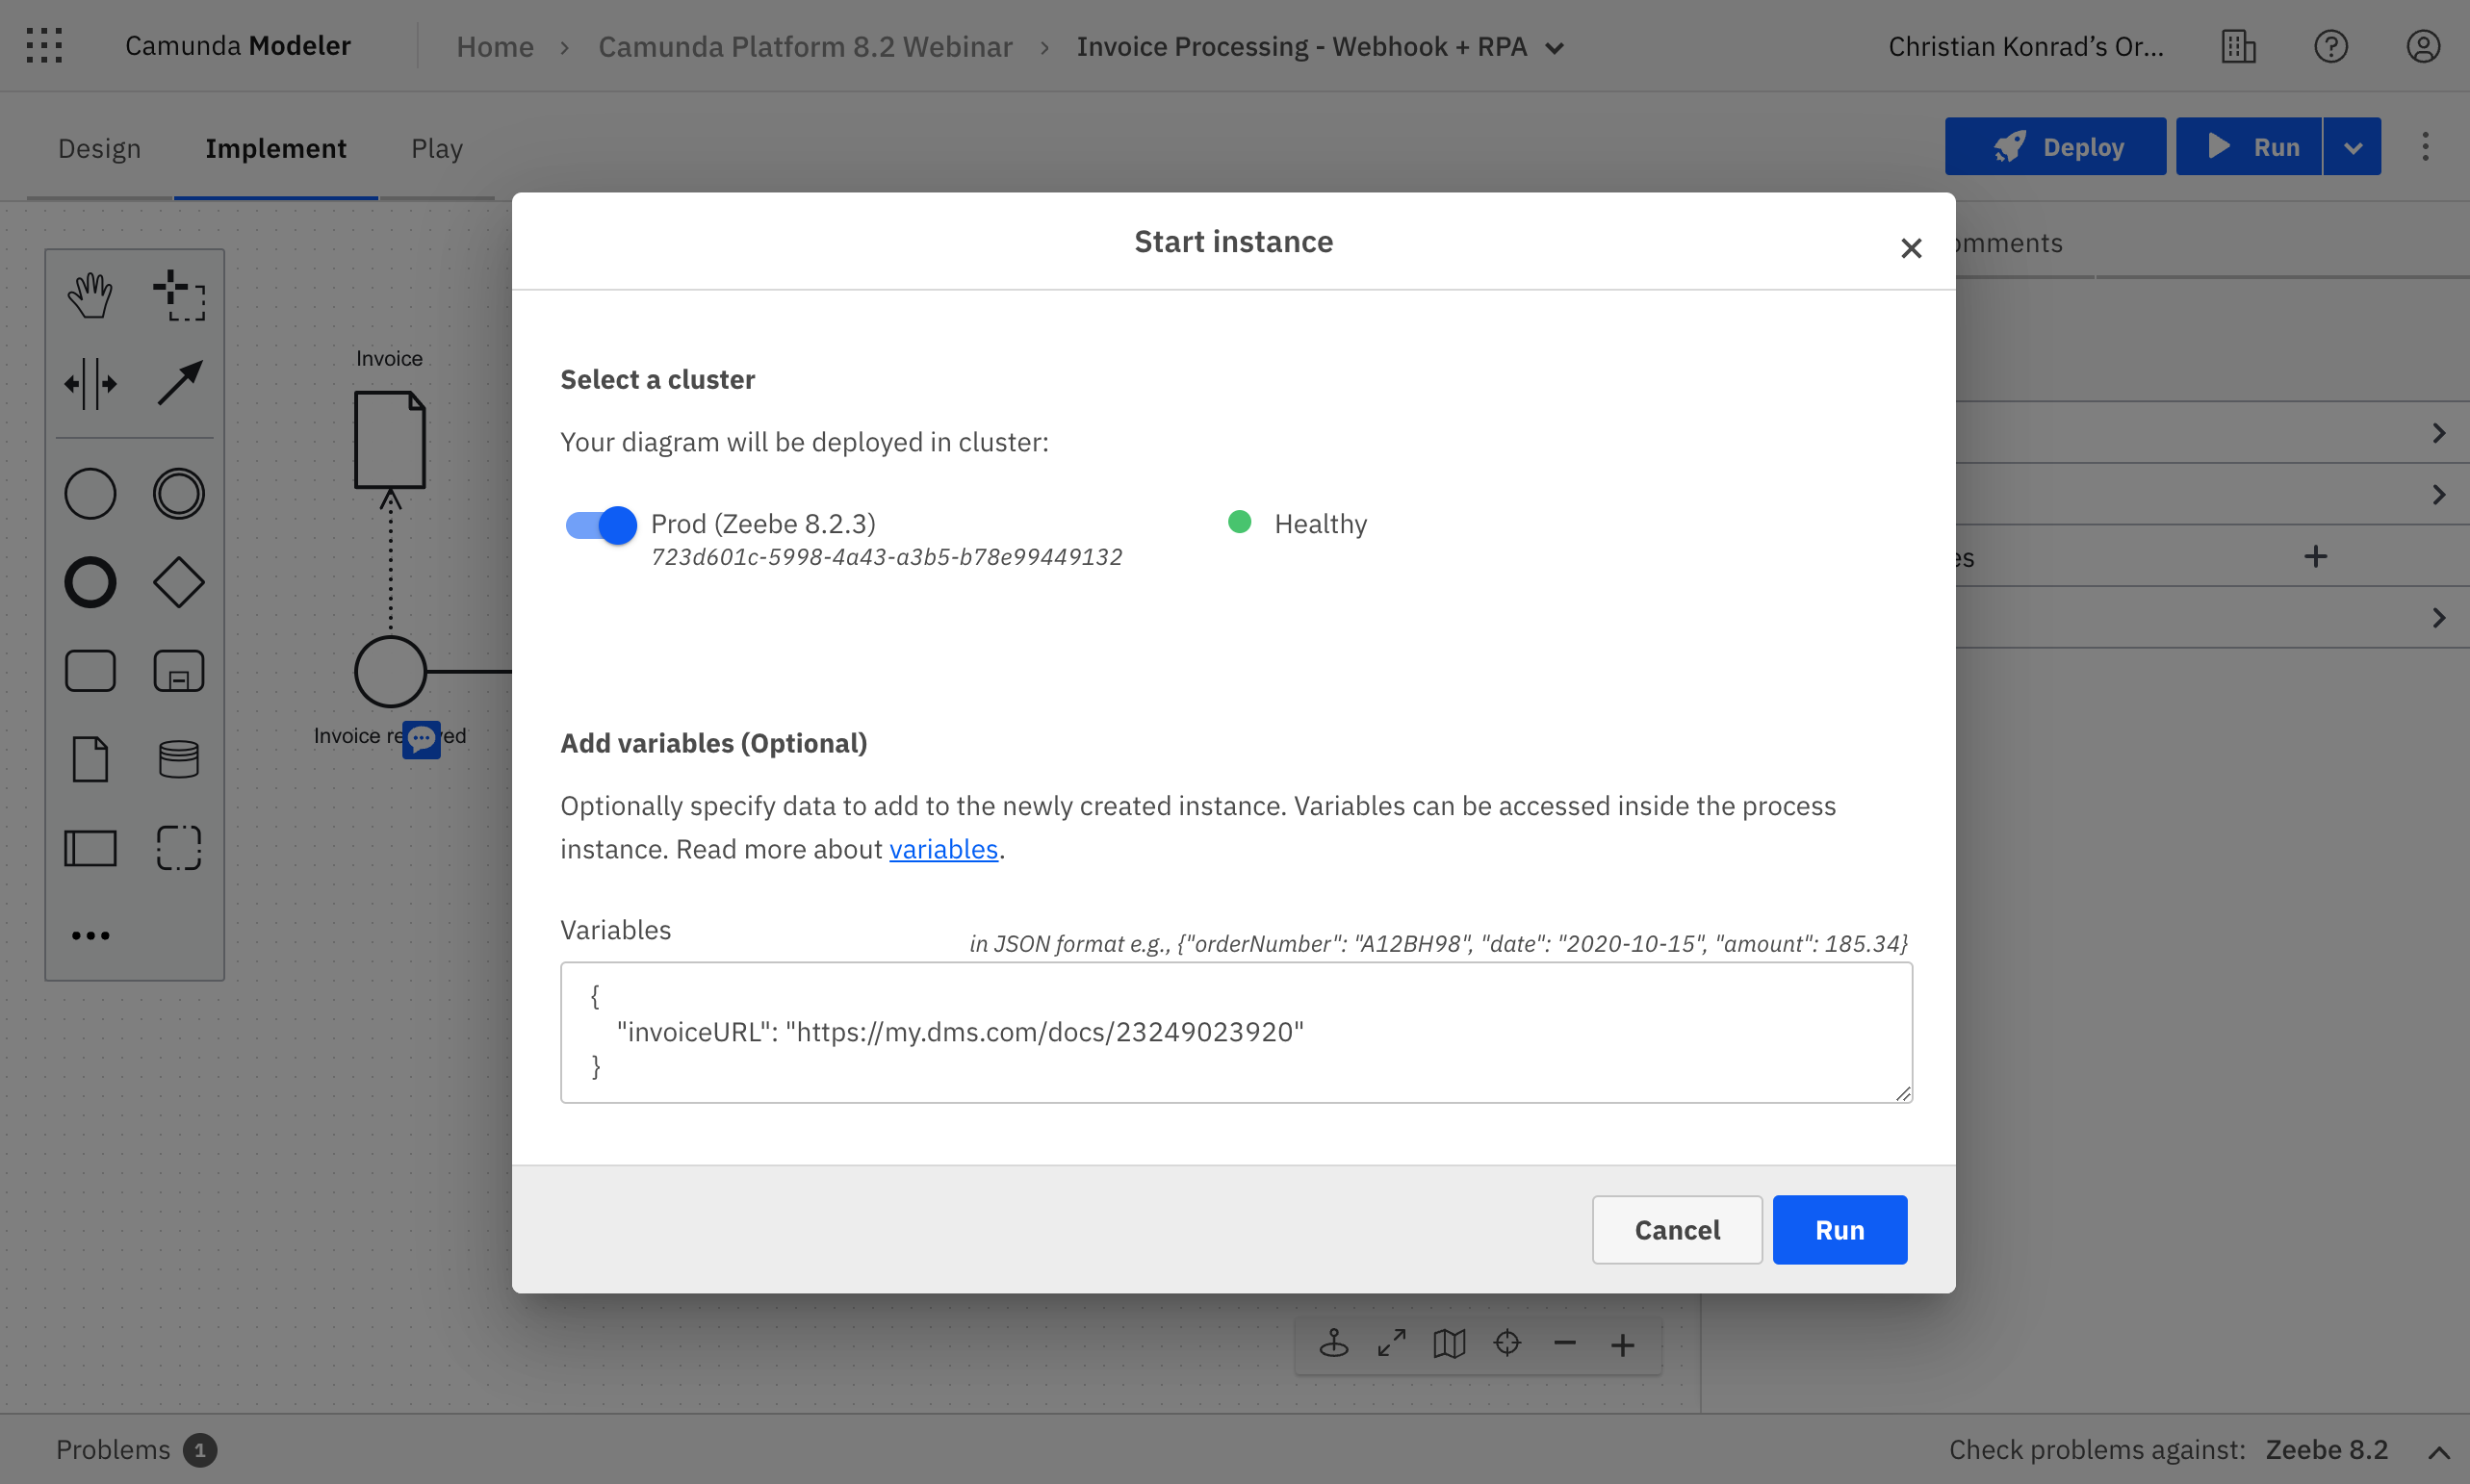 Camunda Modeler
Home > Camunda Platform 8.2 Webinar > Invoice Processing - Webhook + RPA
Christian Konrad’s Or...
Design
Implement
Play
Deploy
Run
Start instance
Select a cluster
Your diagram will be deployed in cluster:
Prod (Zeebe 8.2.3)
723d601c-5998-4a43-a3b5-b78e99449132
Healthy
Add variables (Optional)
Optionally specify data to add to the newly created instance. Variables can be accessed inside the process
instance. Read more about variables.
Variables
in JSON format e.g., {"orderNumber": "A12BH98", "date": "2020-10-15", "amount": 185.34}
{
"invoiceURL": "https://my.dms.com/docs/23249023920"
}
Cancel
Run
Invoice
Invoice
omments
es
Problems 1
Check problems against: Zeebe 8.2